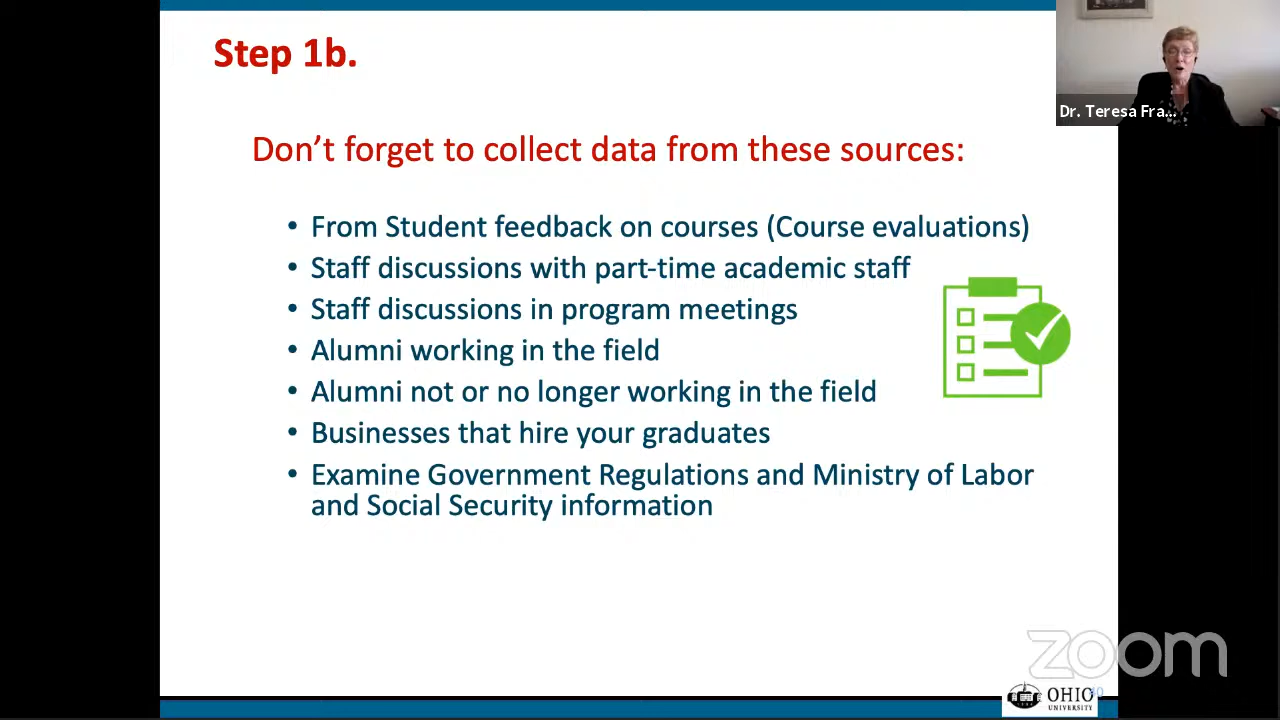 Step 1b.
Dr. Teresa Fra...
Don't forget to collect data from these sources:
• From Student feedback on courses (Course evaluations)
• Staff discussions with part-time academic staff
• Staff discussions in program meetings
• Alumni working in the field
• Alumni not or no longer working in the field
• Businesses that hire your graduates
• Examine Government Regulations and Ministry of Labor
and Social Security information
zoom
OHIO
UNIVERSITY